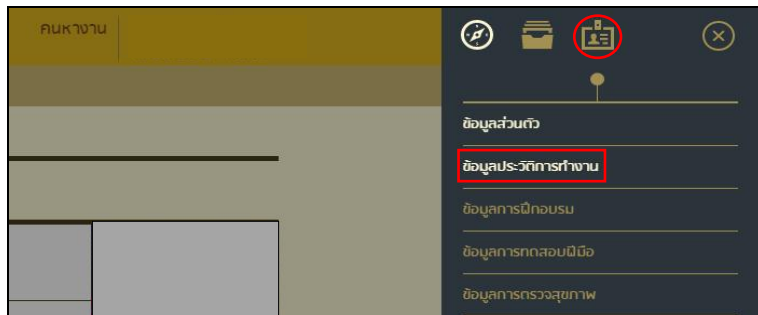 ค้นหางาน
ข้อมูลส่วนตัว
ข้อมูลประวัติการทำงาน
ข้อมูลการฝึกอบรม
ข้อมูลการทดสอบฝีมือ
ข้อมูลการตรวจสุขภาพ